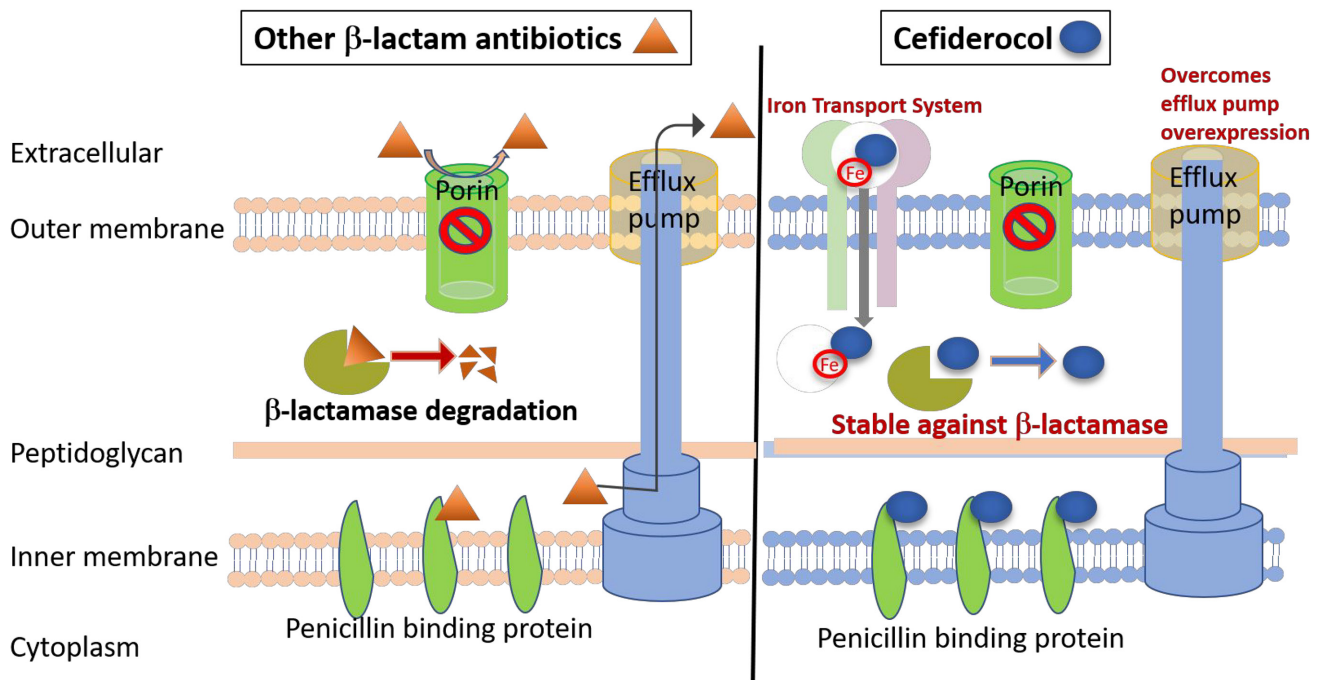 Other β-lactam antibiotics
Cefiderocol
Overcomes
efflux pump
overexpression
Iron Transport System
Extracellular
Outer membrane
Peptidoglycan
Inner membrane
Cytoplasm
Porin
Efflux
pump
β-lactamase degradation
Penicillin binding protein
Fe
Porin
Efflux
pump
Fe
Stable against β-lactamase
Penicillin binding protein